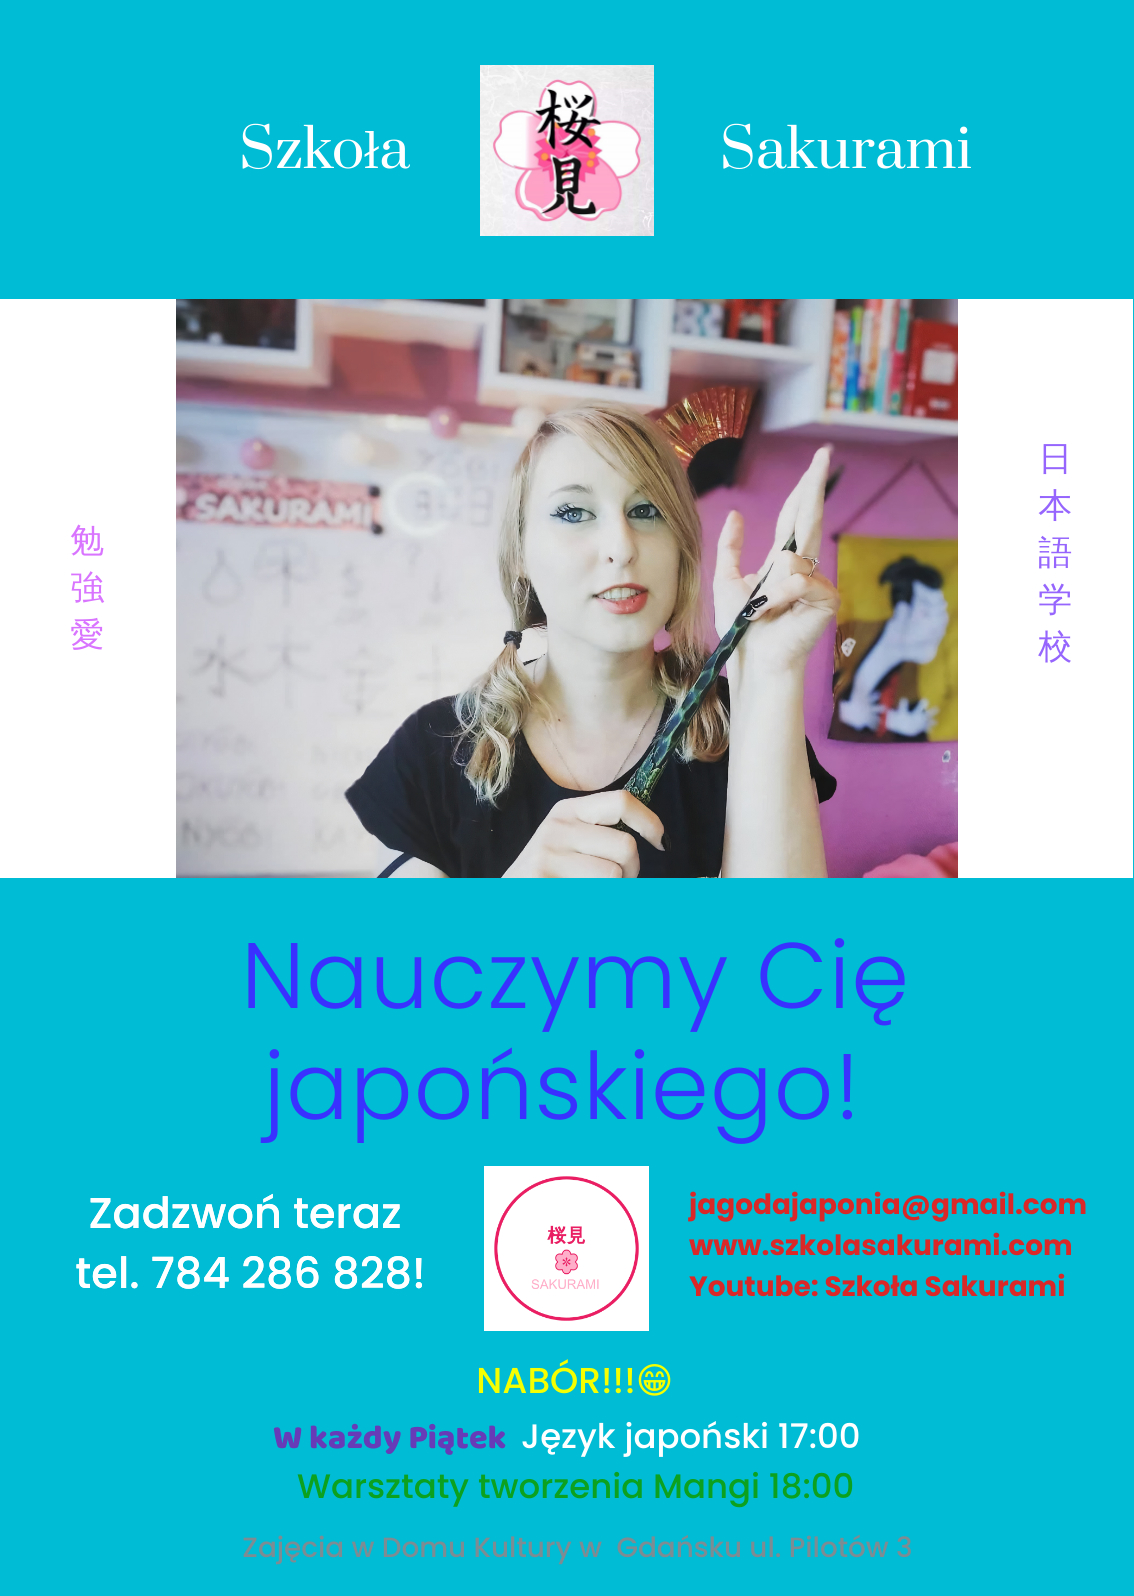 Szkoła
桜見
Sakurami
SAKURAMI
水 木
勉強愛
日本語学校
Nauczymy Cię
japońskiego!
Zadzwoń teraz
tel. 784 286 828!
桜見
SAKURAMI
jagodajaponia@gmail.com
www.szkolasakurami.com
Youtube: Szkoła Sakurami
NABÓR!!!😁
W każdy Piątek Język japoński 17:00
Warsztaty tworzenia Mangi 18:00
Zajęcia w Domu Kultury w Gdańsku ul. Pilotów 3